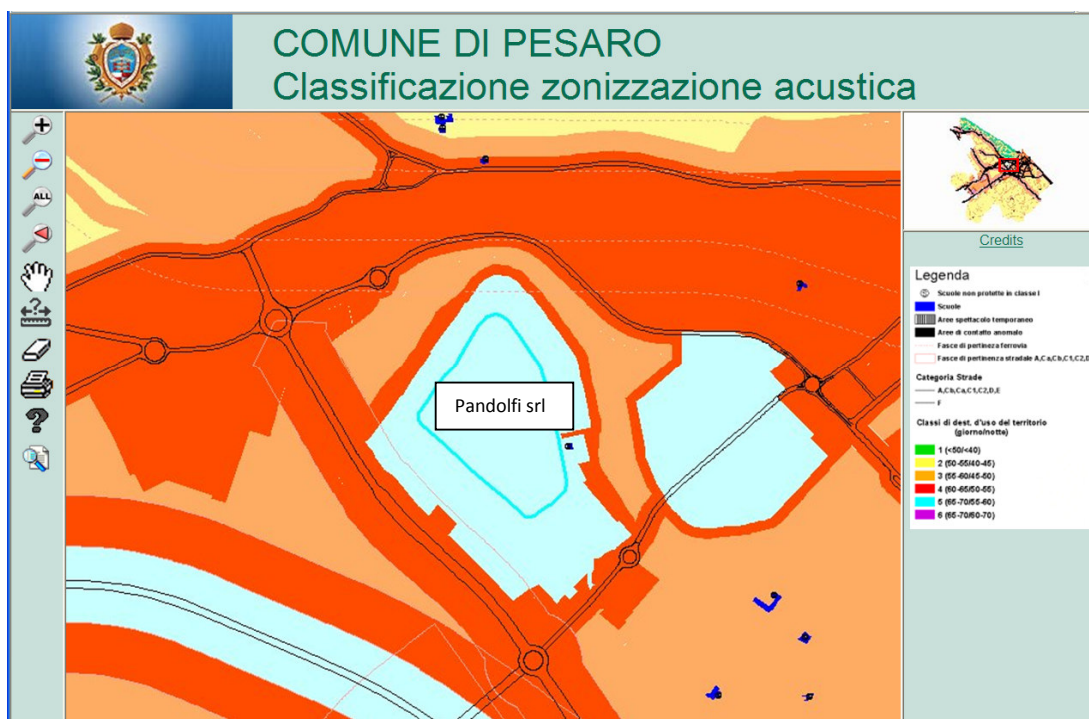 COMUNE DI PESARO
Classificazione zonizzazione acustica
ALL
?
Pandolfi srl
Credits
Legenda
Scuole non protette in classe I
Scuole
Aree spettacolo temporaneo
Aree di contatto anomalo
Fasce di pertineza ferrovia
Fasce di pertinenza stradale A,Ca,Cb,C1,C2,D
Categoria Strade
A,Cb,Ca,C1,C2,D,E
F
Classi di dest. d'uso del territorio
(giorno/notte)
1 (<50/<40)
2 (50-55/40-45)
3 (55-60/45-50)
4 (60-65/50-55)
5 (65-70/55-60)
6 (65-70/60-70)